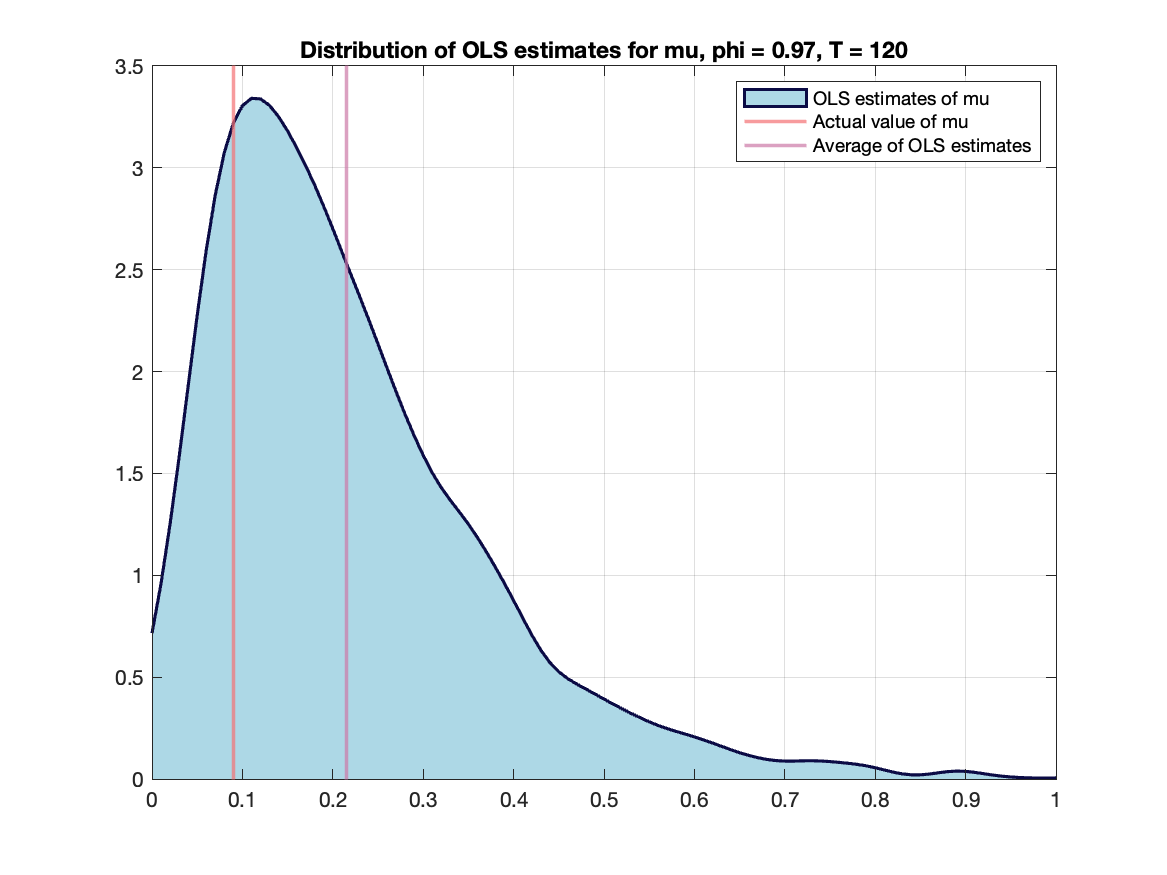 Distribution of OLS estimates for mu, phi = 0.97, T = 120
OLS estimates of mu
Actual value of mu
Average of OLS estimates
3.5
3
2.5
2
1.5
1
0.5
0
0 0.1 0.2 0.3 0.4 0.5 0.6 0.7 0.8 0.9 1